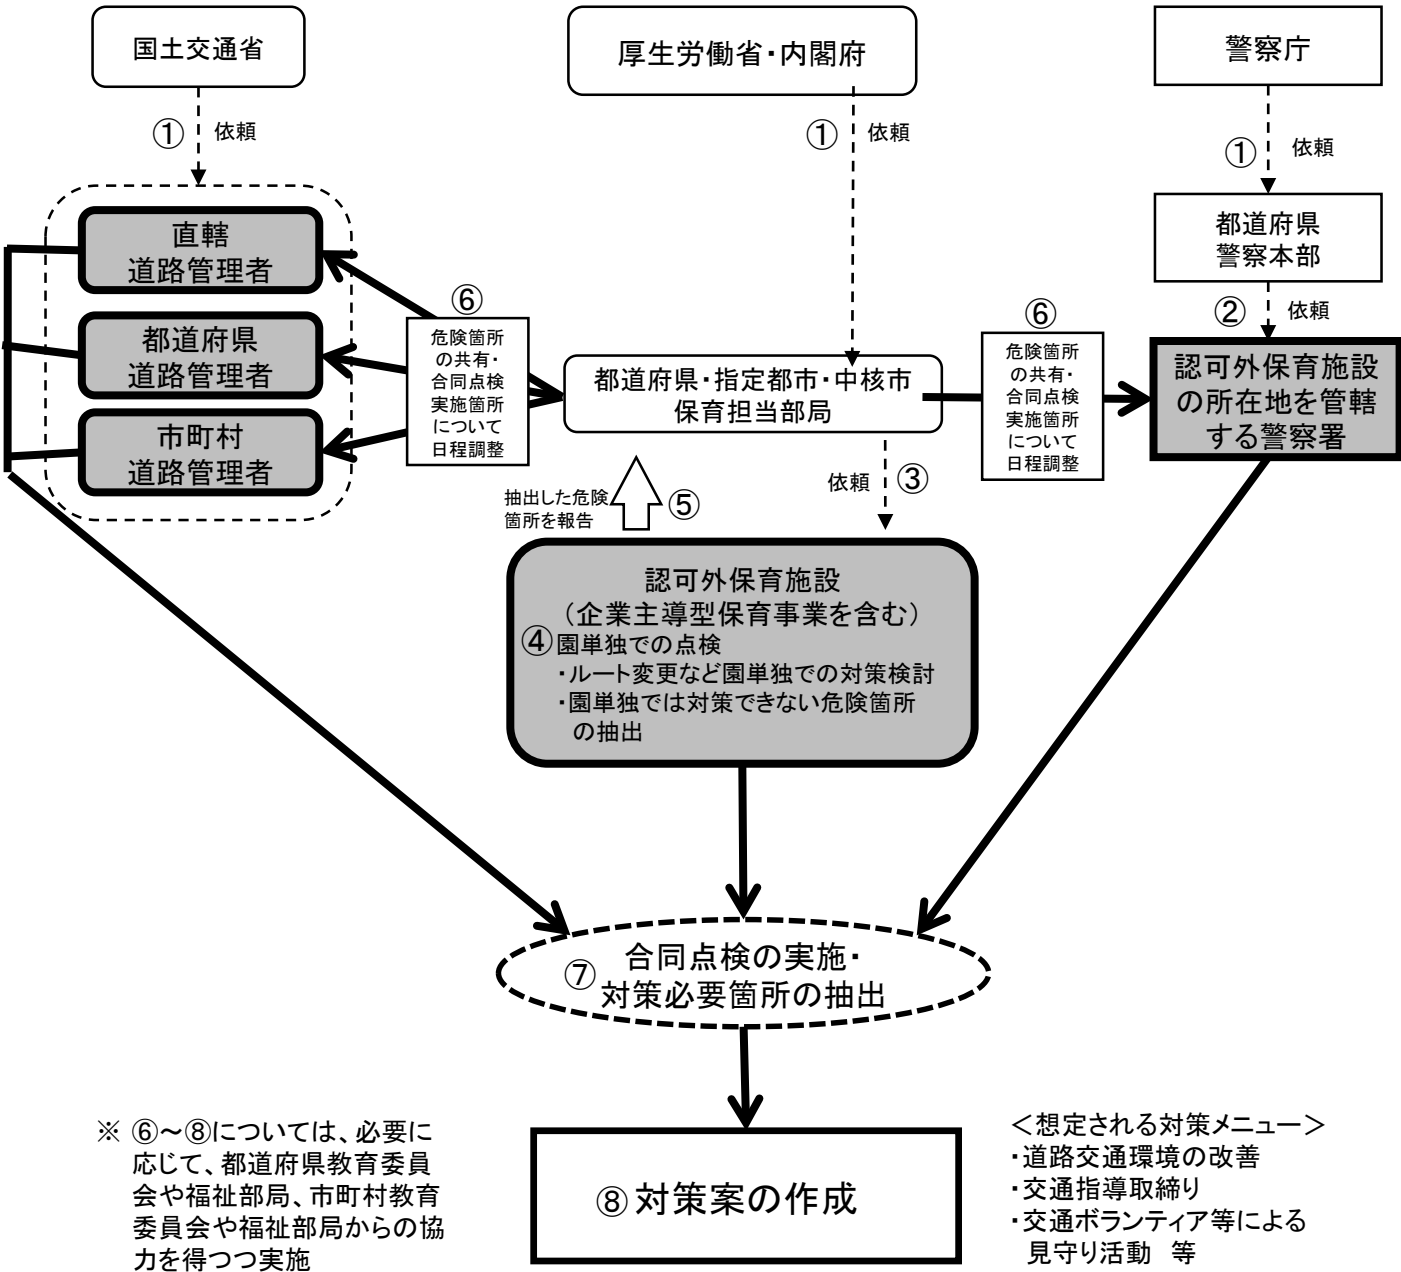 国土交通省
厚生労働省・内閣府
警察庁
① 依頼
① 依頼
① 依頼
直轄
道路管理者
都道府県
道路管理者
市町村
道路管理者
都道府県
警察本部
② 依頼
⑥
危険箇所
の共有・
合同点検
実施箇所
について
日程調整
都道府県・指定都市・中核市
保育担当部局
⑥
危険箇所
の共有・
合同点検
実施箇所
について
日程調整
認可外保育施設
の所在地を管轄
する警察署
依頼 ③
抽出した危険
箇所を報告
⑤
認可外保育施設
（企業主導型保育事業を含む）
④園単独での点検
・ルート変更など園単独での対策検討
・園単独では対策できない危険箇所
の抽出
⑦
合同点検の実施・
対策必要箇所の抽出
⑧対策案の作成
※ ⑥～⑧については、必要に
応じて、都道府県教育委員
会や福祉部局、市町村教育
委員会や福祉部局からの協
力を得つつ実施
＜想定される対策メニュー＞
・道路交通環境の改善
・交通指導取締り
・交通ボランティア等による
見守り活動　等